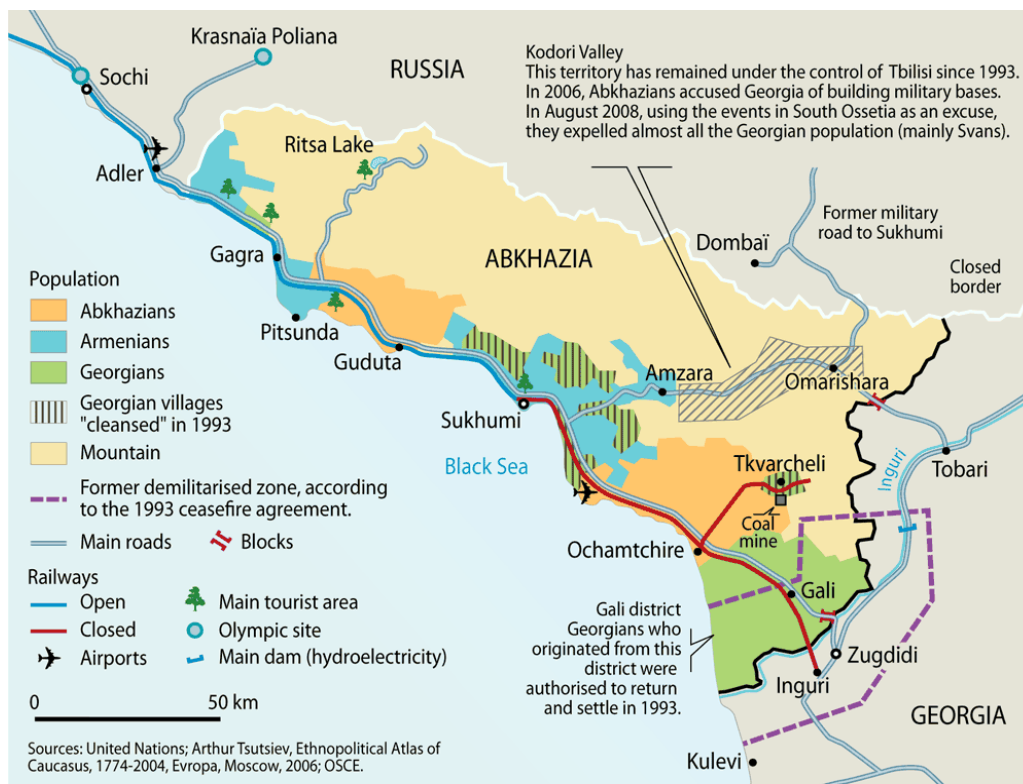 Krasnaïa Poliana
Sochi
RUSSIA
Kodori Valley
This territory has remained under the control of Tbilisi since 1993.
In 2006, Abkhazians accused Georgia of building military bases.
In August 2008, using the events in South Ossetia as an excuse,
they expelled almost all the Georgian population (mainly Svans).
Ritsa Lake
Adler
Former military
road to Sukhumi
Dombaï
Gagra
ABKHAZIA
Closed
border
Population
Abkhazians
Armenians
Georgians
Georgian villages
"cleansed" in 1993
Mountain
Former demilitarised zone, according
to the 1993 ceasefire agreement.
Main roads
Blocks
Railways
Open
Closed
Airports
Main tourist area
Olympic site
Main dam (hydroelectricity)
Pitsunda
Guduta
Amzara
Omarishara
Sukhumi
Black Sea
Tkvarcheli
Inguri
Tobari
Coal
mine
Ochamtchire
Gali
Gali district
Georgians who
originated from this
district were
authorised to return
and settle in 1993.
Zugdidi
Inguri
GEORGIA
Kulevi
0 50 km
Sources: United Nations; Arthur Tsutsiev, Ethnopolitical Atlas of
Caucasus, 1774-2004, Evropa, Moscow, 2006; OSCE.